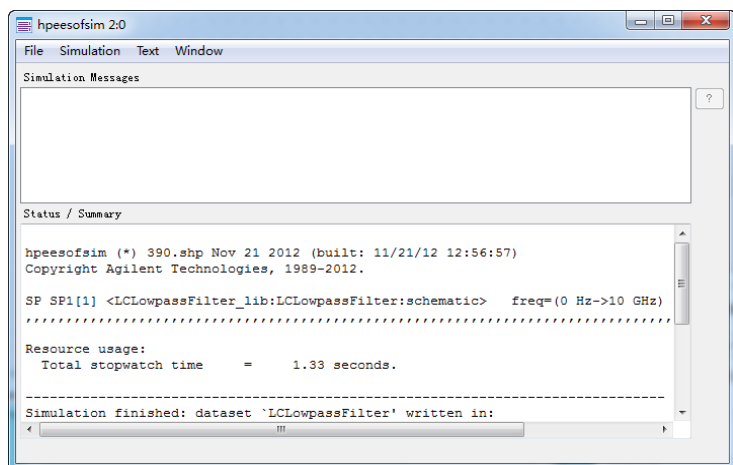 hpeesofsim 2:0
File Simulation Text Window
Simulation Messages
?
Status / Summary
hpeesofsim (*) 390.shp Nov 21 2012 (built: 11/21/12 12:56:57)
Copyright Agilent Technologies, 1989-2012.
SP SP1[1] <LCLowpassFilter_lib:LCLowpassFilter:schematic> freq=(0 Hz->10 GHz)
Resource usage:
Total stopwatch time = 1.33 seconds.
Simulation finished: dataset `LCLowpassFilter' written in: